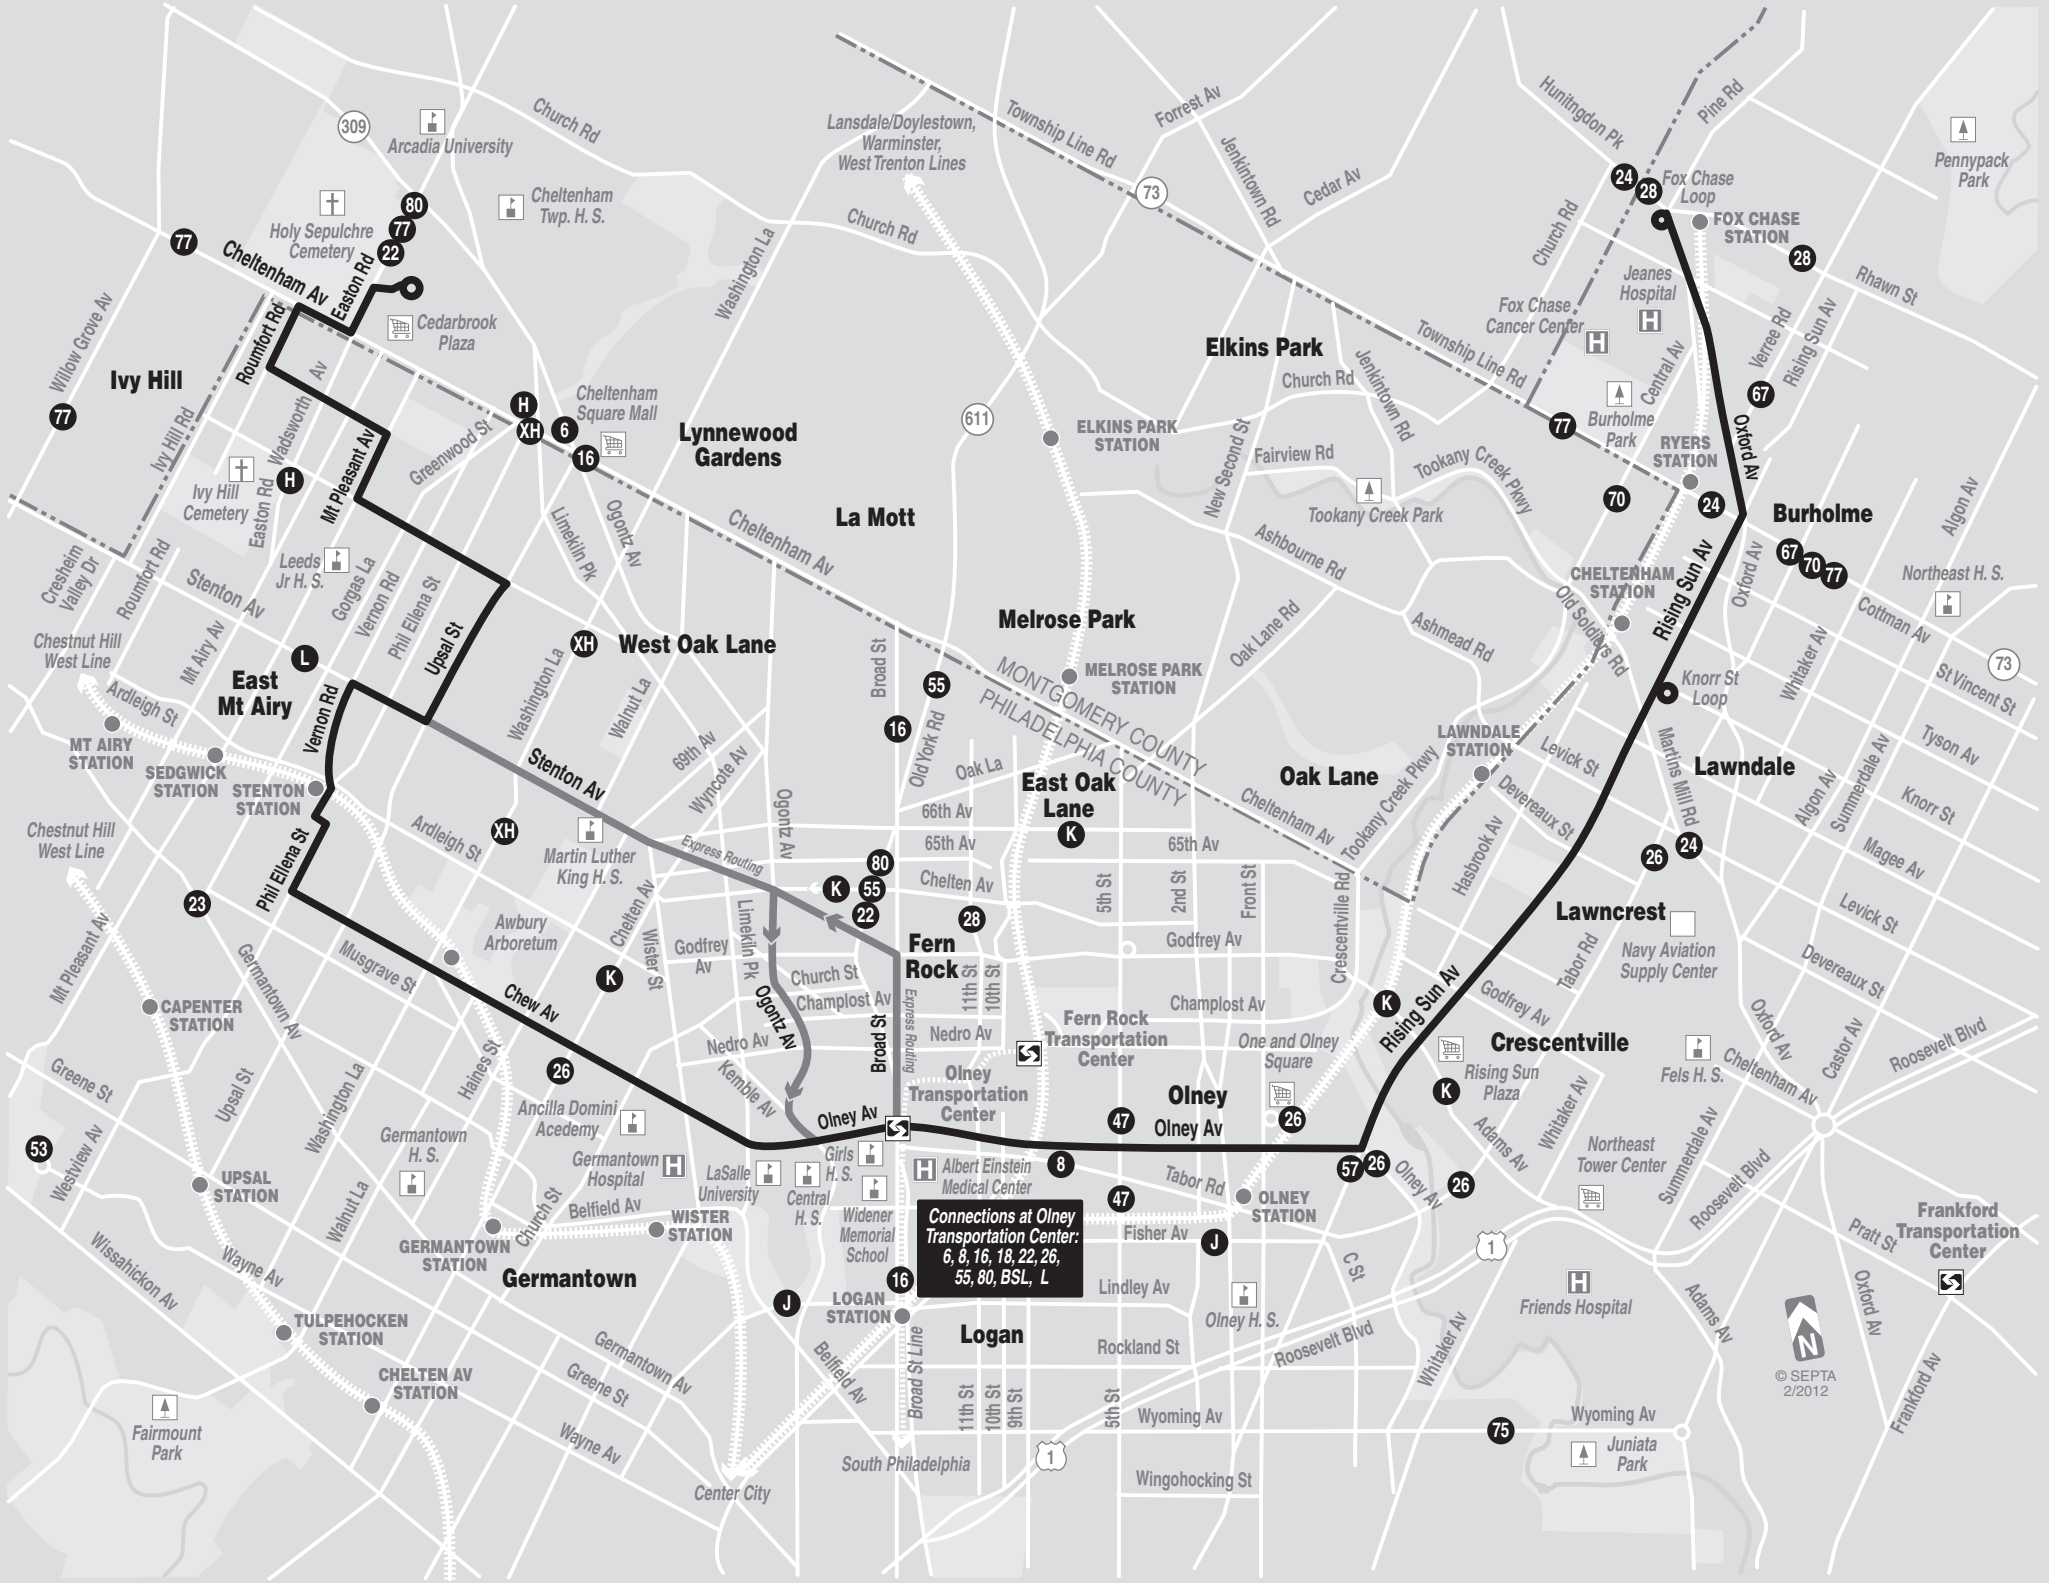 Church Rd
309
Arcadia University
Lansdale/Doylestown,
Warminster,
West Trenton Lines
Township Line Rd
Forrest Av
Jenkintown Rd
Cedar Av
73
Hunitngdon Pk
Pine Rd
Pennypack
Park
24
28
Fox Chase
Loop
FOX CHASE
STATION
28
Rhawn St
Church Rd
Cheltenham
Twp. H. S.
Holy Sepulchre
Cemetery
80
77
22
77
Cheltenham Av
Easton Rd
Church Rd
Washington La
Cedarbrook
Plaza
Roumfort Rd
Willow Grove Av
Ivy Hill
77
Ivy Hill Rd
Wadsworth
Av
Jeanes
Hospital
Fox Chase
Cancer Center
H
H
Central Av
Verree Rd
Rising Sun Av
67
Township Line Rd
Elkins Park
Church Rd
Jenkintown Rd
Burholme
Park
77
RYERS
STATION
Oxford Av
24
70
Burholme
67
70
77
Algon Av
Northeast H. S.
Cottman Av
73
St Vincent St
H
XH
6
16
Cheltenham
Square Mall
Lynnewood
Gardens
611
ELKINS PARK
STATION
New Second St
Fairview Rd
Tookany Creek Pkwy
Tookany Creek Park
Ashbourne Rd
Greenwood St
Mt Pleasant Av
Ivy Hill
Cemetery
Easton Rd
H
Leeds
Jr H. S.
Limekiln Pk
Ogontz Av
Cheltenham Av
La Mott
Cresheim
Valley Dr
Roumfort Rd
Stenton Av
Gorgas La
Vernon Rd
Phil Ellena St
Upsal St
Chestnut Hill
West Line
Mt Airy Av
L
East
Mt Airy
Ardleigh St
MT AIRY
STATION
SEDGWICK
STATION
STENTON
STATION
Vernon Rd
XH
West Oak Lane
Washington La
Walnut La
69th Av
Wyncote Av
Stenton Av
Broad St
55
16
Old York Rd
Melrose Park
MELROSE PARK
STATION
MONTGOMERY COUNTY
PHILADELPHIA COUNTY
Oak Lane Rd
Ashmead Rd
CHELTENHAM
STATION
Old Soldiers Rd
Rising Sun Av
Oxford Av
Whitaker Av
Knorr St
Loop
Tyson Av
Summerdale Av
Algon Av
Knorr St
Magee Av
Levick St
Devereaux St
LAWNDALE
STATION
Levick St
Devereaux St
Martins Mill Rd
Lawndale
Hasbrook Av
26
24
Oak La
66th Av
65th Av
East Oak
Lane
K
65th Av
Oak Lane
Cheltenham Av
Tookany Creek Pkwy
Chelten Av
5th St
2nd St
Front St
Crescentville Rd
Godfrey Av
Lawncrest
Navy Aviation
Supply Center
Tabor Rd
Godfrey Av
Chestnut Hill
West Line
Phil Ellena St
23
Ardleigh St
XH
Martin Luther
King H. S.
Express Routing
Ogontz Av
80
K
55
22
28
Fern
Rock
Awbury
Arboretum
Chelten Av
Wister St
Godfrey
Av
Limekiln Pk
Church St
Champlost Av
11th St
10th St
Express Routing
Broad St
Ogontz Av
Nedro Av
Nedro Av
Kemble Av
K
Chew Av
26
Musgrave St
Germantown Av
Mt Pleasant Av
CAPENTER
STATION
Greene St
Upsal St
Washington La
Haines St
Champlost Av
Fern Rock
Transportation
Center
Olney
Transportation
Center
One and Olney
Square
K
Rising Sun Av
Crescentville
Rising Sun
Plaza
K
Fels H. S.
Cheltenham Av
Oxford Av
Castor Av
Roosevelt Blvd
Whitaker Av
Adams Av
Northeast
Tower Center
Summerdale Av
Roosevelt Blvd
Pratt St
Frankford
Transportation
Center
53
Westview Av
UPSAL
STATION
Walnut La
Germantown
H. S.
Ancilla Domini
Acedemy
Germantown
Hospital
H
Belfield Av
Church St
GERMANTOWN
STATION
WISTER
STATION
Germantown
LaSalle
University
Central
H. S.
Girls
H. S.
Widener
Memorial
School
Olney Av
H
Albert Einstein
Medical Center
Connections at Olney
Transportation Center:
6, 8, 16, 18, 22, 26,
55, 80, BSL, L
47
Olney
Olney Av
26
8
47
Tabor Rd
OLNEY
STATION
57
26
Olney Av
26
Fisher Av
J
C St
1
Lindley Av
Olney H. S.
H
Friends Hospital
Adams Av
Oxford Av
Frankford Av
N
© SEPTA
2/2012
Wissahickon Av
Wayne Av
TULPEHOCKEN
STATION
CHELTEN AV
STATION
Fairmount
Park
Germantown Av
Greene St
Wayne Av
J
16
LOGAN
STATION
Logan
Belfield Av
Broad St Line
South Philadelphia
Center City
Rockland St
Roosevelt Blvd
Whitaker Av
11th St
10th St
9th St
5th St
Wyoming Av
75
Wyoming Av
Juniata
Park
1
Wingohocking St